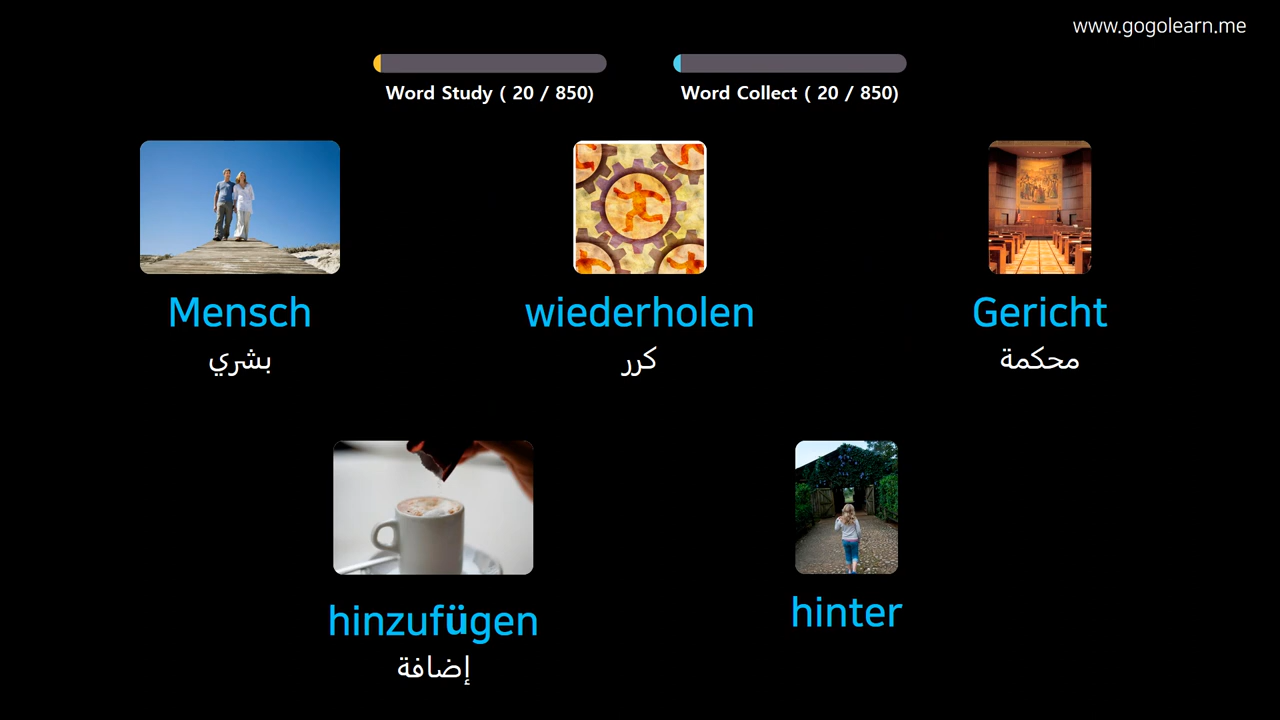 www.gogolearn.me
Word Study ( 20 / 850)
Word Collect ( 20 / 850)
Mensch
بشري
wiederholen
كرر
Gericht
محكمة
hinzufügen
إضافة
hinter